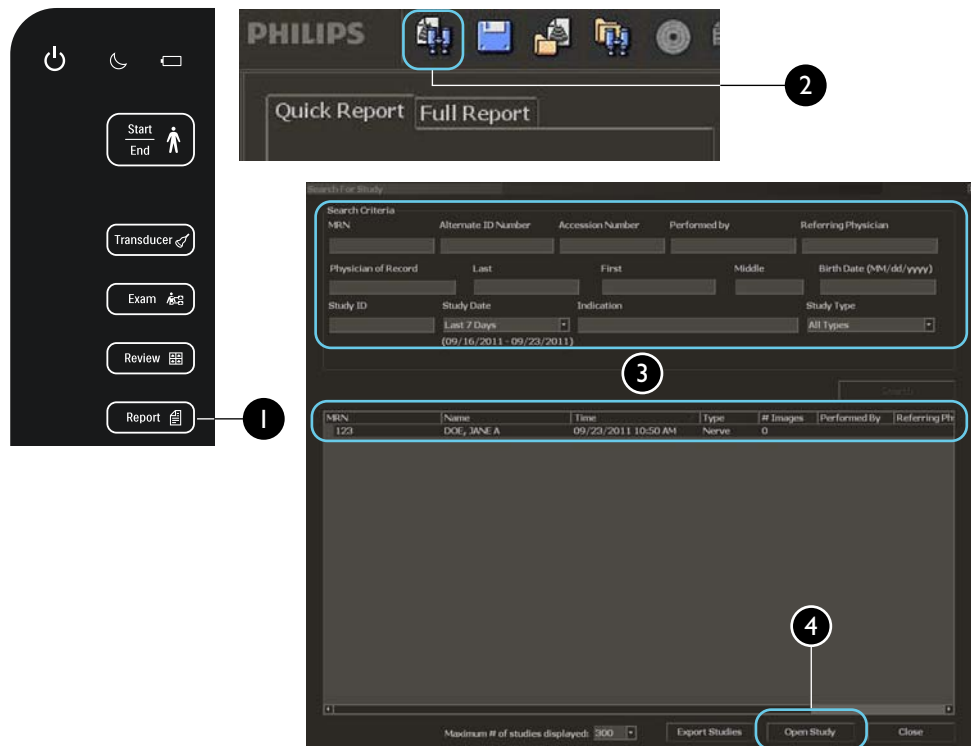 Start
End
Transducer
Exam
Review
Report
1
PHILIPS
2
Quick Report Full Report
Search For Study
Search Criteria
MRN Alternate ID Number Accession Number Performed by Referring Physician
Physician of Record Last First Middle Birth Date (MM/dd/yyyy)
Study ID Study Date Indication Study Type
Last 7 Days All Types
(09/16/2011 - 09/23/2011)
3
Search
MRN Name Time Type # Images Performed By Referring Ph
123 DOE, JANE A 09/23/2011 10:50 AM Nerve 0
4
Maximum # of studies displayed: 300 Export Studies Open Study Close